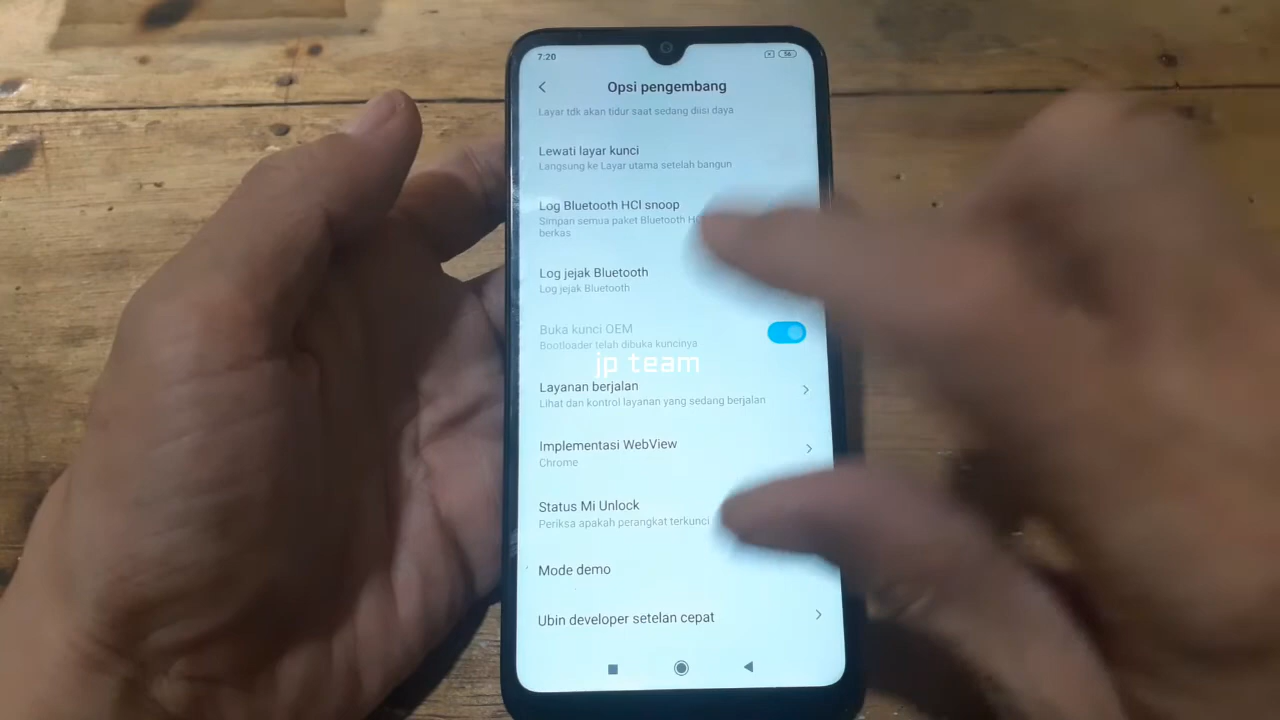 7:20
56
Opsi pengembang
Layar tdk akan tidur saat sedang diisi daya
Lewati layar kunci
Langsung ke Layar utama setelah bangun
Log Bluetooth HCI snoop
Simpan semua paket Bluetooth
berkas
Log jejak Bluetooth
Log jejak Bluetooth
Buka kunci OEM
Bootloader telah dibuka kuncinya
jp team
Layanan berjalan
Lihat dan kontrol layanan yang sedang berjalan
Implementasi WebView
Chrome
Status Mi Unlock
Periksa apakah perangkat terkunci
Mode demo
Ubin developer setelan cepat